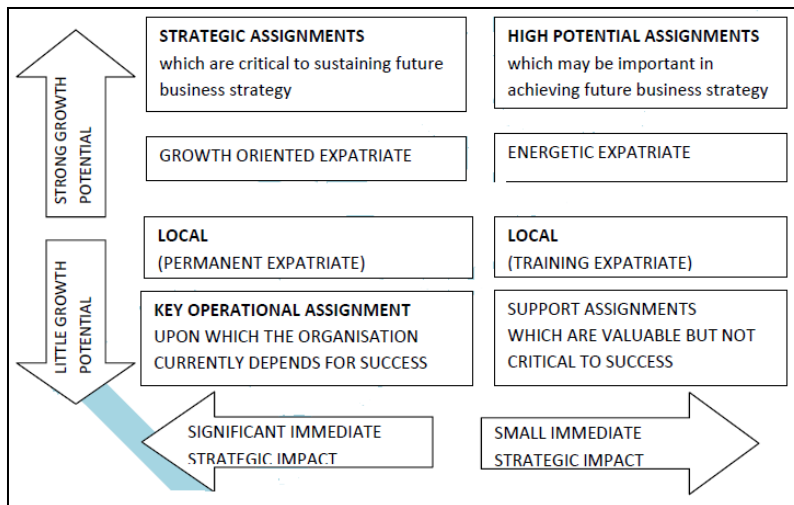 STRATEGIC ASSIGNMENTS
which are critical to sustaining future
business strategy
HIGH POTENTIAL ASSIGNMENTS
which may be important in
achieving future business strategy
STRONG GROWTH
POTENTIAL
GROWTH ORIENTED EXPATRIATE
ENERGETIC EXPATRIATE
LOCAL
(PERMANENT EXPATRIATE)
LOCAL
(TRAINING EXPATRIATE)
LITTLE GROWTH
POTENTIAL
KEY OPERATIONAL ASSIGNMENT
UPON WHICH THE ORGANISATION
CURRENTLY DEPENDS FOR SUCCESS
SUPPORT ASSIGNMENTS
WHICH ARE VALUABLE BUT NOT
CRITICAL TO SUCCESS
SIGNIFICANT IMMEDIATE
STRATEGIC IMPACT
SMALL IMMEDIATE
STRATEGIC IMPACT